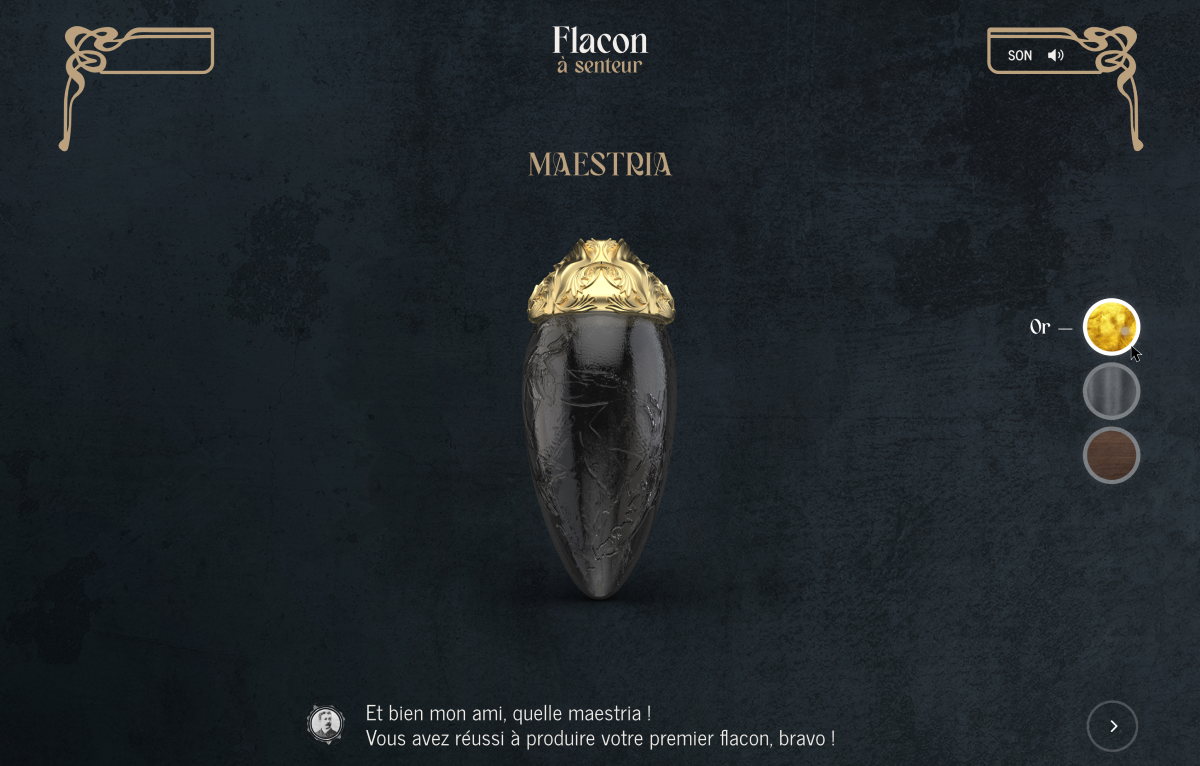 Flacon
à senteur
SON
MAESTRIA
Or
Et bien mon ami, quelle maestria !
Vous avez réussi à produire votre premier flacon, bravo !